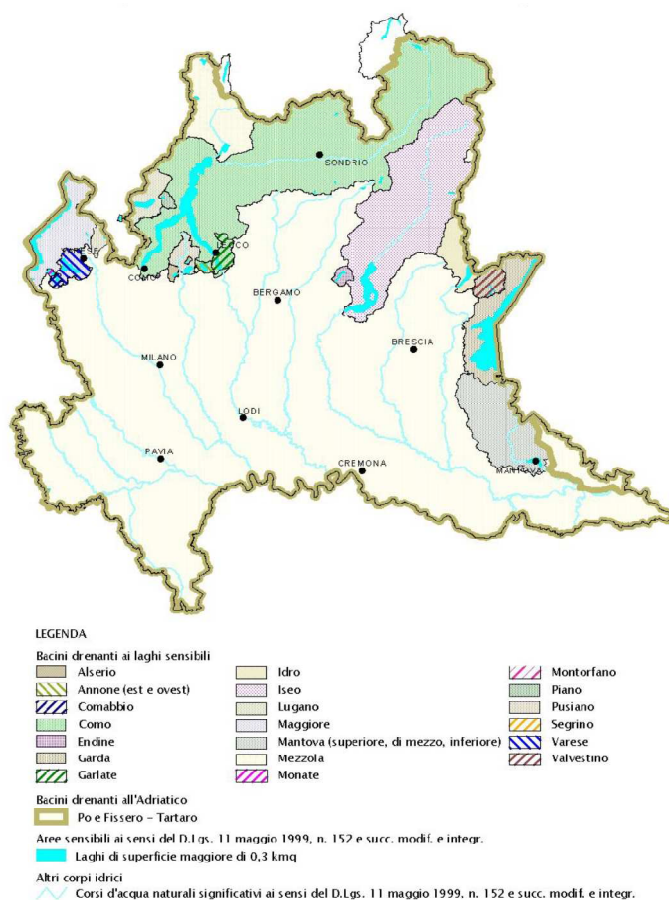 SONDRIO
VARESE
LECCO
COMO
BERGAMO
BRESCIA
MILANO
LODI
PAVIA
CREMONA
MANTOVA
LEGENDA
Bacini drenanti ai laghi sensibili
Alserio
Annone (est e ovest)
Comabbio
Como
Endine
Garda
Garlate
Idro
Iseo
Lugano
Maggiore
Mantova (superiore, di mezzo, inferiore)
Mezzola
Monate
Montorfano
Piano
Pusiano
Segrino
Varese
Valvestino
Bacini drenanti all'Adriatico
Po e Fissero - Tartaro
Aree sensibili ai sensi del D.Lgs. 11 maggio 1999, n. 152 e succ. modif. e integr.
Laghi di superficie maggiore di 0,3 kmq
Altri corpi idrici
Corsi d'acqua naturali significativi ai sensi del D.Lgs. 11 maggio 1999, n. 152 e succ. modif. e integr.